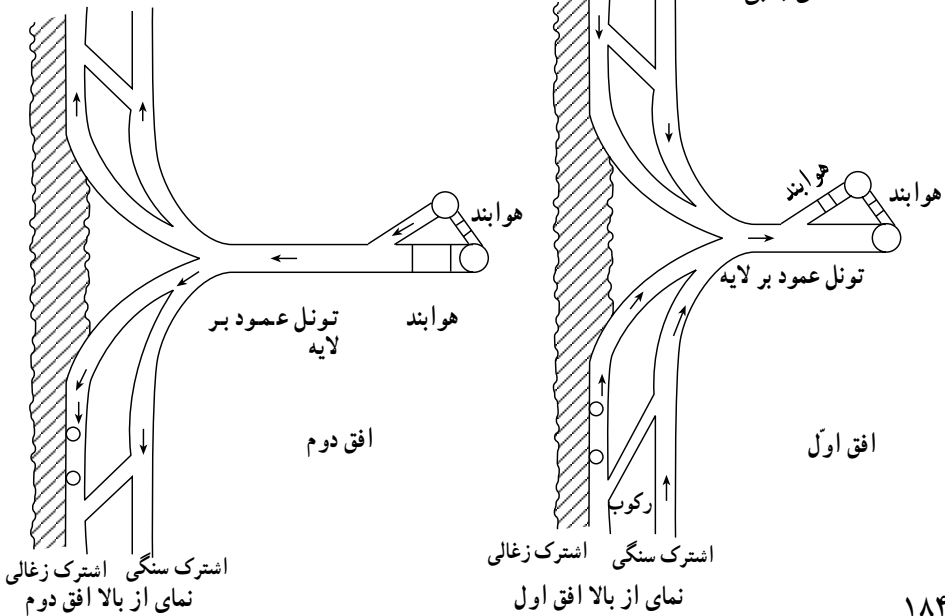 هوابند
هوابند
تونل عمود بر لایه
افق اوّل
رکوب
اشترک سنگی
اشترک زغالی
نمای از بالا افق اول
هوابند
هوابند
تونل عمود بر
لایه
افق دوم
اشترک سنگی
اشترک زغالی
نمای از بالا افق دوم
۱۸۴